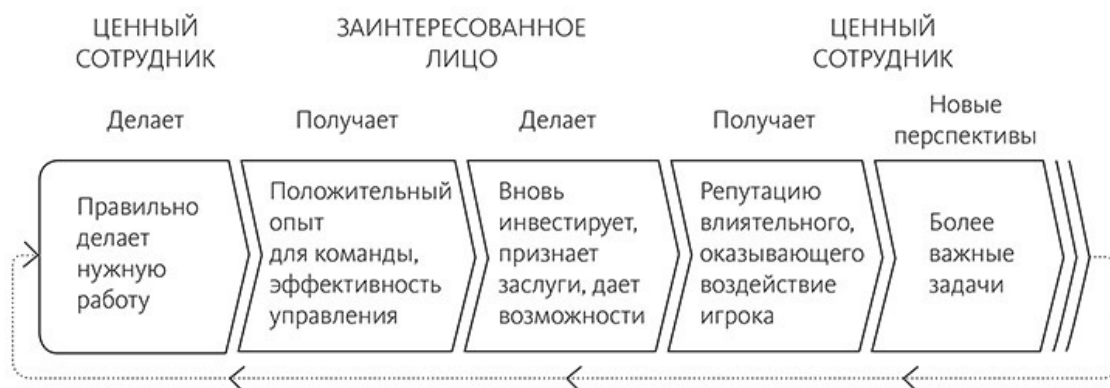 ЦЕННЫЙ
СОТРУДНИК
ЗАИНТЕРЕСОВАННОЕ
ЛИЦО
ЦЕННЫЙ
СОТРУДНИК
Делает
Получает
Делает
Получает
Новые
перспективы
Правильно
делает
нужную
работу
Положительный
опыт
для команды,
эффективность
управления
Вновь
инвестирует,
признает
заслуги, дает
возможности
Репутацию
влиятельного,
оказывающего
воздействие
игрока
Более
важные
задачи